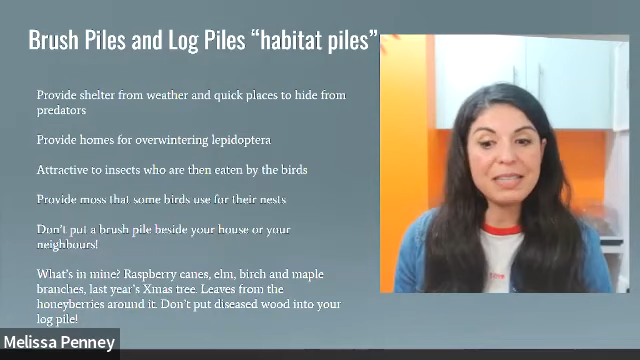 Brush Piles and Log Piles “habitat piles”
Provide shelter from weather and quick places to hide from
predators
Provide homes for overwintering lepidoptera
Attractive to insects who are then eaten by the birds
Provide moss that some birds use for their nests
Don't put a brush pile beside your house or your
neighbours!
What's in mine? Raspberry canes, elm, birch and maple
branches, last year's Xmas tree. Leaves from the
honeyberries around it. Don't put diseased wood into your
log pile!
Melissa Penney